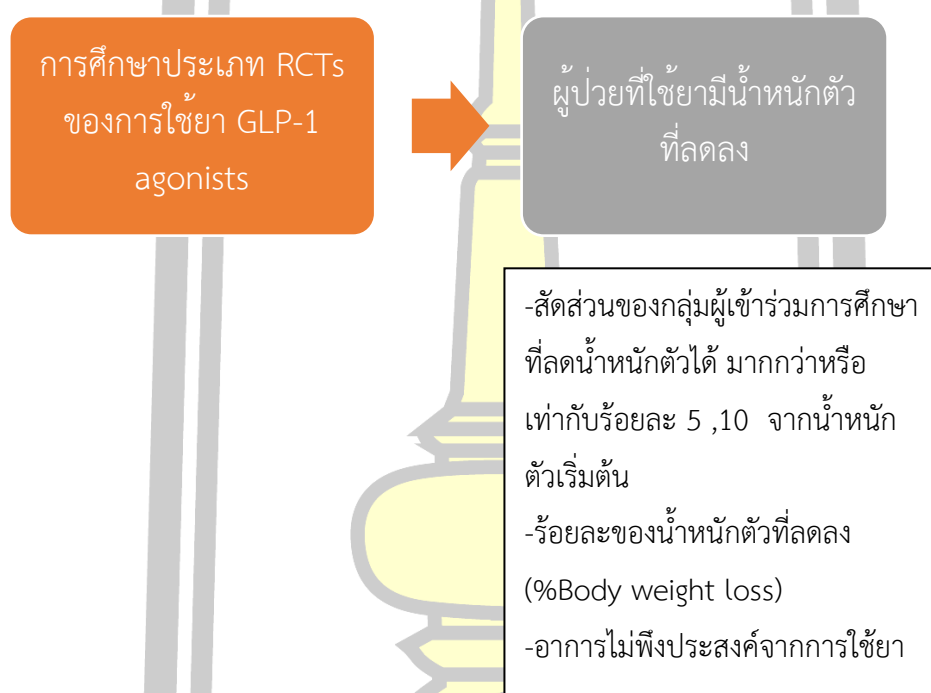 การศึกษาประเภท RCTs
ของการใช้ยา GLP-1
agonists
ผู้ป่วยที่ใช้ยามีน้ำหนักตัว
ที่ลดลง
-สัดส่วนของกลุ่มผู้เข้าร่วมการศึกษา
ที่ลดน้ำหนักตัวได้ มากกว่าหรือ
เท่ากับร้อยละ 5 ,10 จากน้ำหนัก
ตัวเริ่มต้น
-ร้อยละของน้ำหนักตัวที่ลดลง
(%Body weight loss)
-อาการไม่พึงประสงค์จากการใช้ยา